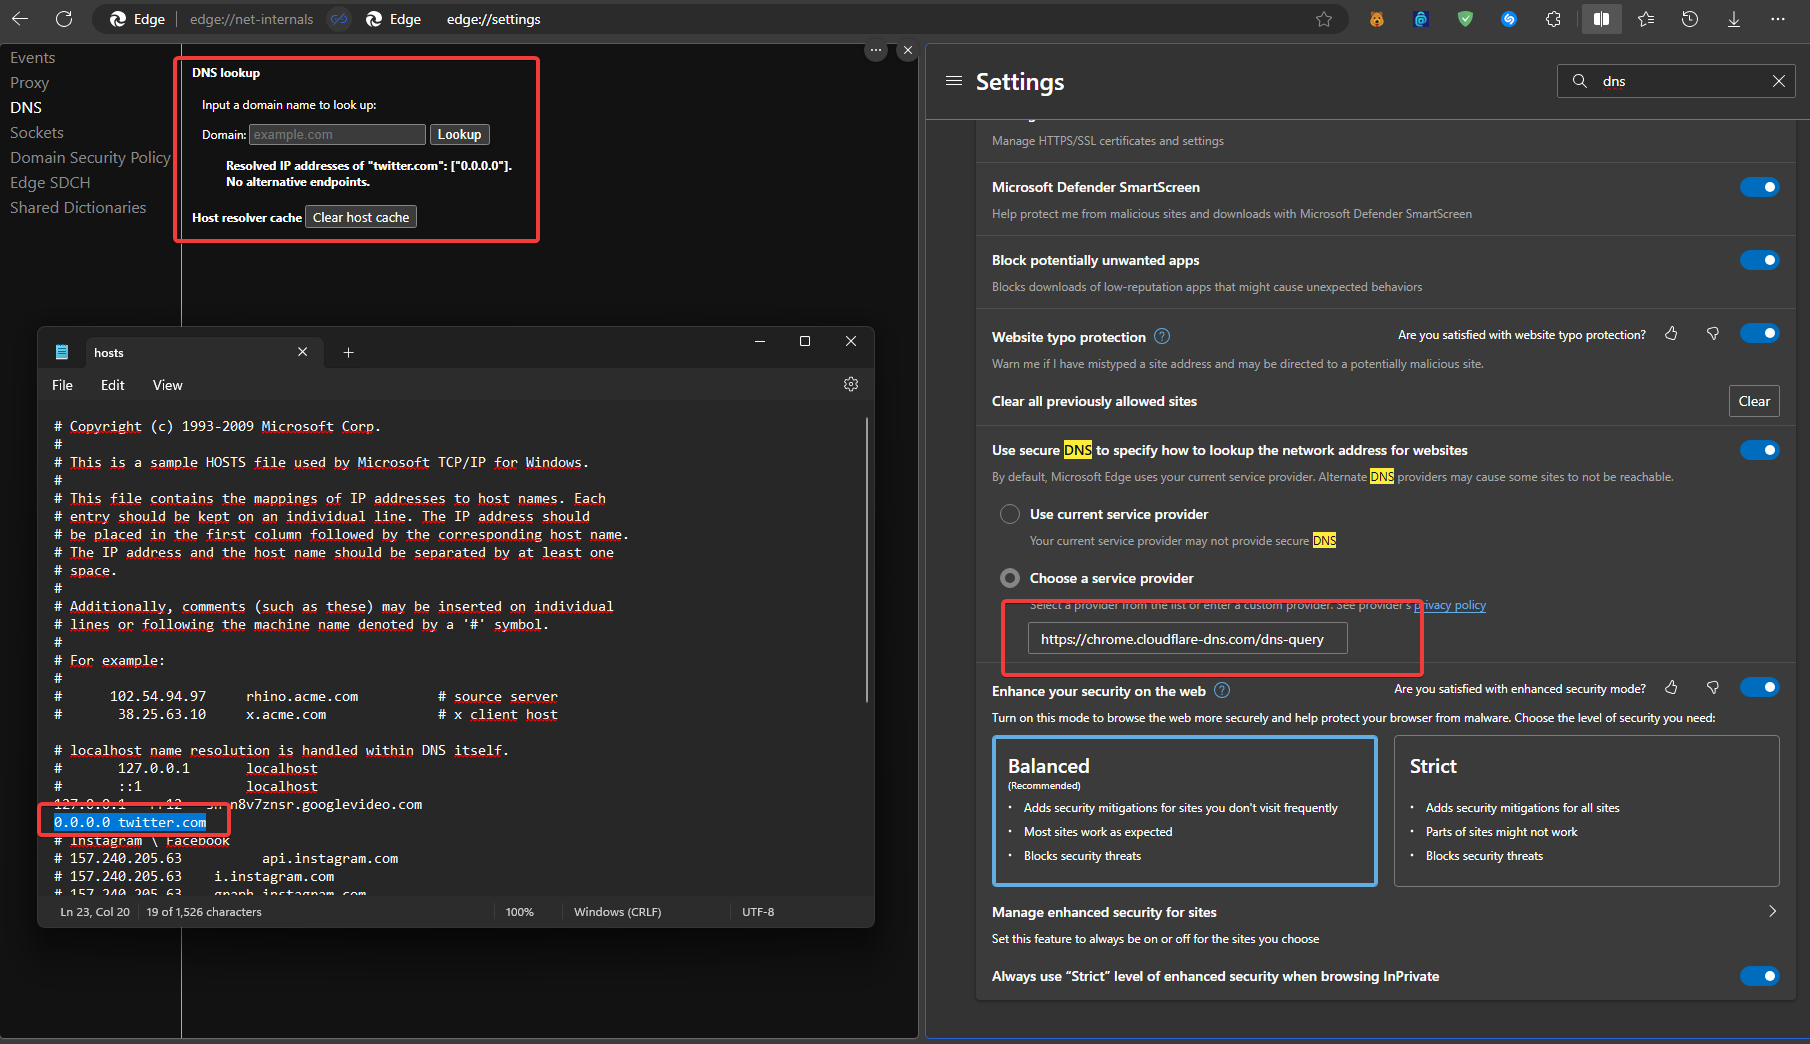 Edge
edge://net-internals
Edge
edge://settings
Events
Proxy
DNS
Sockets
Domain Security Policy
Edge SDCH
Shared Dictionaries
DNS lookup
Input a domain name to look up:
Domain: example.com Lookup
Resolved IP addresses of "twitter.com": ["0.0.0.0"].
No alternative endpoints.
Host resolver cache Clear host cache
hosts
File Edit View
# Copyright (c) 1993-2009 Microsoft Corp.
#
# This is a sample HOSTS file used by Microsoft TCP/IP for Windows.
#
# This file contains the mappings of IP addresses to host names. Each
# entry should be kept on an individual line. The IP address should
# be placed in the first column followed by the corresponding host name.
# The IP address and the host name should be separated by at least one
# space.
#
# Additionally, comments (such as these) may be inserted on individual
# lines or following the machine name denoted by a '#' symbol.
#
# For example:
#
# 102.54.94.97 rhino.acme.com # source server
# 38.25.63.10 x.acme.com # x client host
# localhost name resolution is handled within DNS itself.
# 127.0.0.1 localhost
# ::1 localhost
127.0.0.1
0.0.0.0 twitter.com
# Instagram \ Facebook
# 157.240.205.63 api.instagram.com
# 157.240.205.63 i.instagram.com
# 157.240.205.63 graph.instagram.com
Ln 23, Col 20 19 of 1,526 characters 100% Windows (CRLF) UTF-8
Settings
dns
Manage HTTPS/SSL certificates and settings
Microsoft Defender SmartScreen
Help protect me from malicious sites and downloads with Microsoft Defender SmartScreen
Block potentially unwanted apps
Blocks downloads of low-reputation apps that might cause unexpected behaviors
Website typo protection ? Are you satisfied with website typo protection?
Warn me if I have mistyped a site address and may be directed to a potentially malicious site.
Clear all previously allowed sites Clear
Use secure DNS to specify how to lookup the network address for websites
By default, Microsoft Edge uses your current service provider. Alternate DNS providers may cause some sites to not be reachable.
Use current service provider
Your current service provider may not provide secure DNS
Choose a service provider
Select a provider from the list or enter a custom provider. See provider's privacy policy
https://chrome.cloudflare-dns.com/dns-query
Enhance your security on the web ? Are you satisfied with enhanced security mode?
Turn on this mode to browse the web more securely and help protect your browser from malware. Choose the level of security you need:
Balanced
(Recommended)
• Adds security mitigations for sites you don't visit frequently
• Most sites work as expected
• Blocks security threats
Strict
• Adds security mitigations for all sites
• Parts of sites might not work
• Blocks security threats
Manage enhanced security for sites
Set this feature to always be on or off for the sites you choose
Always use “Strict” level of enhanced security when browsing InPrivate